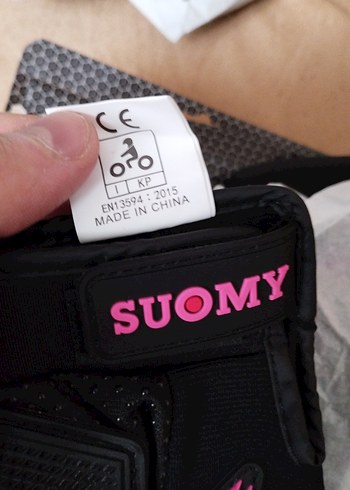 CE
1 KP
EN13594 : 2015
MADE IN CHINA
SUOMY